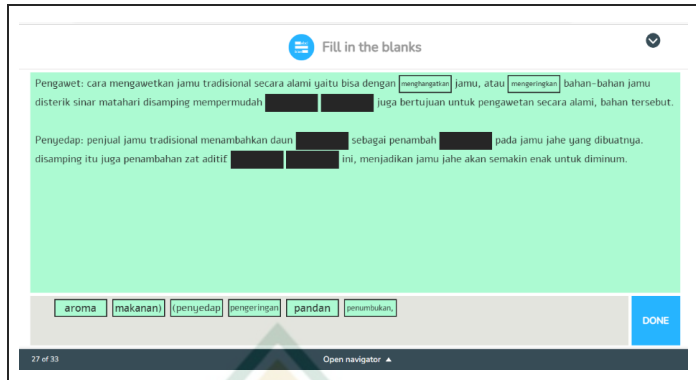 Fill in the blanks
Pengawet: cara mengawetkan jamu tradisional secara alami yaitu bisa dengan menghangatkan jamu, atau mengeringkan bahan-bahan jamu
disterik sinar matahari disamping mempermudah juga bertujuan untuk pengawetan secara alami, bahan tersebut.
Penyedap: penjual jamu tradisional menambahkan daun sebagai penambah pada jamu jahe yang dibuatnya.
disamping itu juga penambahan zat aditif ini, menjadikan jamu jahe akan semakin enak untuk diminum.
aroma makanan) (penyedap pengeringan pandan penumbukan,
DONE
27 of 33 Open navigator